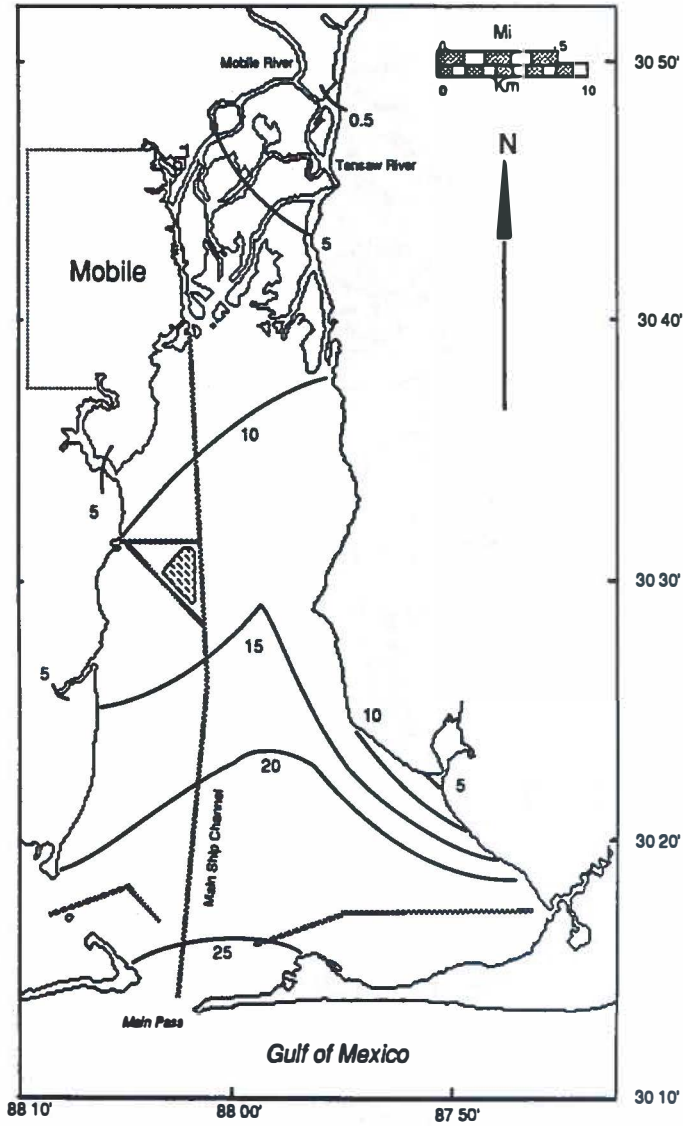 Mi
0 5
Km
0 10
30 50'
Mobile River
0.5
N
Tensaw River
5
Mobile
30 40'
10
5
30 30'
15
5
10
20
5
Main Ship Channel
30 20'
25
Main Pass
Gulf of Mexico
30 10'
88 10'
88 00'
87 50'